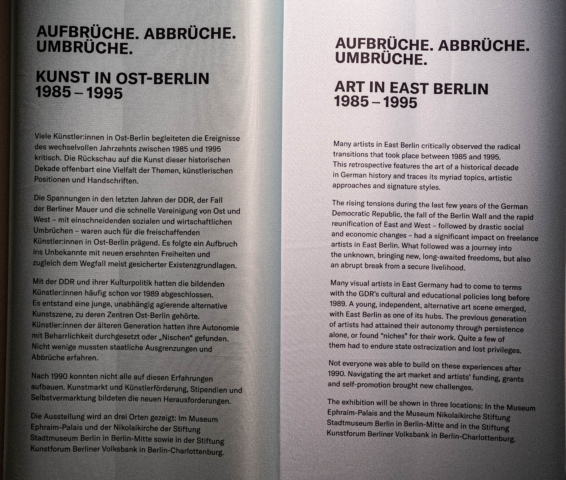 AUFBRÜCHE. ABBRÜCHE.
UMBRÜCHE.
KUNST IN OST-BERLIN
1985 – 1995
Viele Künstler:innen in Ost-Berlin begleiteten die Ereignisse
des wechselvollen Jahrzehnts zwischen 1985 und 1995
kritisch. Die Rückschau auf die Kunst dieser historischen
Dekade offenbart eine Vielfalt der Themen, künstlerischen
Positionen und Handschriften.
Die Spannungen in den letzten Jahren der DDR, der Fall
der Berliner Mauer und die schnelle Vereinigung von Ost und
West – mit einschneidenden sozialen und wirtschaftlichen
Umbrüchen – waren auch für die freischaffenden
Künstler:innen in Ost-Berlin prägend. Es folgte ein Aufbruch
ins Unbekannte mit neuen ersehnten Freiheiten und
zugleich dem Wegfall meist gesicherter Existenzgrundlagen.
Mit der DDR und ihrer Kulturpolitik hatten die bildenden
Künstler:innen häufig schon vor 1989 abgeschlossen.
Es entstand eine junge, unabhängig agierende alternative
Kunstszene, zu deren Zentren Ost-Berlin gehörte.
Künstler:innen der älteren Generation hatten ihre Autonomie
mit Beharrlichkeit durchgesetzt oder „Nischen“ gefunden.
Nicht wenige mussten staatliche Ausgrenzungen und
Abbrüche erfahren.
Nach 1990 konnten nicht alle auf diesen Erfahrungen
aufbauen. Kunstmarkt und Künstlerförderung, Stipendien und
Selbstvermarktung bildeten die neuen Herausforderungen.
Die Ausstellung wird an drei Orten gezeigt: Im Museum
Ephraim-Palais und der Nikolaikirche der Stiftung
Stadtmuseum Berlin in Berlin-Mitte sowie in der Stiftung
Kunstforum Berliner Volksbank in Berlin-Charlottenburg.
AUFBRÜCHE. ABBRÜCHE.
UMBRÜCHE.
ART IN EAST BERLIN
1985 – 1995
Many artists in East Berlin critically observed the radical
transitions that took place between 1985 and 1995.
This retrospective features the art of a historical decade
in German history and traces its myriad topics, artistic
approaches and signature styles.
The rising tensions during the last few years of the German
Democratic Republic, the fall of the Berlin Wall and the rapid
reunification of East and West – followed by drastic social
and economic changes – had a significant impact on freelance
artists in East Berlin. What followed was a journey into
the unknown, bringing new, long-awaited freedoms, but also
an abrupt break from a secure livelihood.
Many visual artists in East Germany had to come to terms
with the GDR's cultural and educational policies long before
1989. A young, independent, alternative art scene emerged,
with East Berlin as one of its hubs. The previous generation
of artists had attained their autonomy through persistence
alone, or found “niches” for their work. Quite a few of
them had to endure state ostracization and lost privileges.
Not everyone was able to build on these experiences after
1990. Navigating the art market and artists' funding, grants
and self-promotion brought new challenges.
The exhibition will be shown in three locations: In the Museum
Ephraim-Palais and the Museum Nikolaikirche Stiftung
Stadtmuseum Berlin in Berlin-Mitte and in the Stiftung
Kunstforum Berliner Volksbank in Berlin-Charlottenburg.